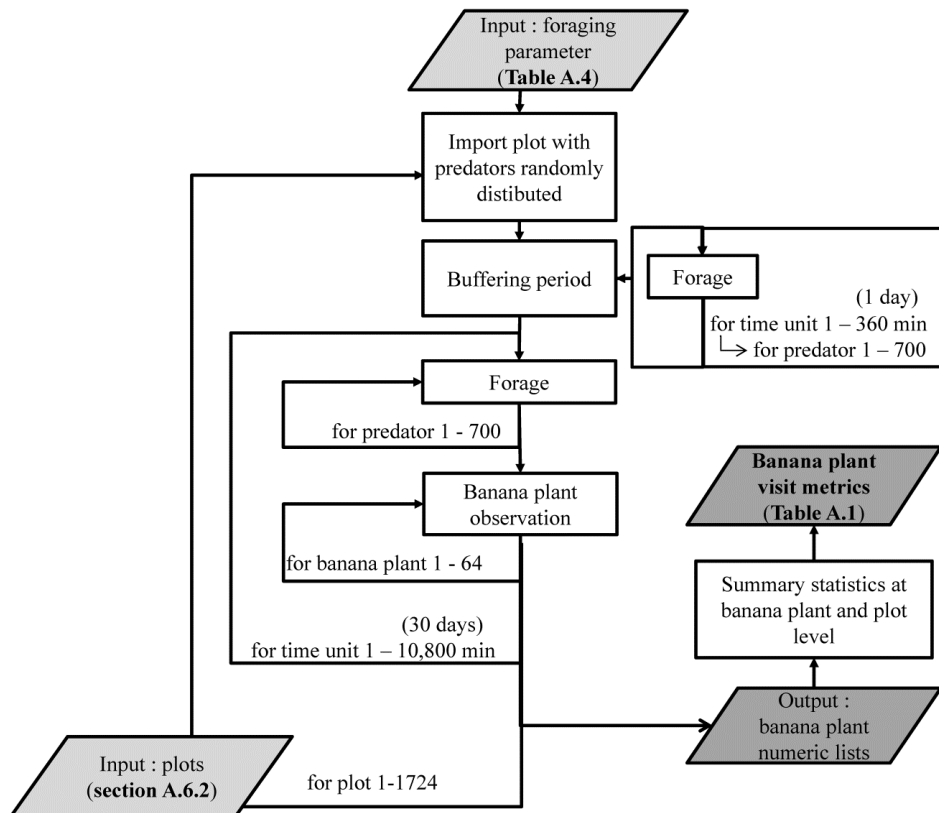 Input : foraging
parameter
(Table A.4)
Import plot with
predators randomly
distibuted
Buffering period
Forage
(1 day)
for time unit 1 – 360 min
for predator 1 – 700
Forage
for predator 1 - 700
Banana plant
observation
for banana plant 1 - 64
(30 days)
for time unit 1 – 10,800 min
Banana plant
visit metrics
(Table A.1)
Summary statistics at
banana plant and plot
level
Output :
banana plant
numeric lists
Input : plots
(section A.6.2)
for plot 1-1724